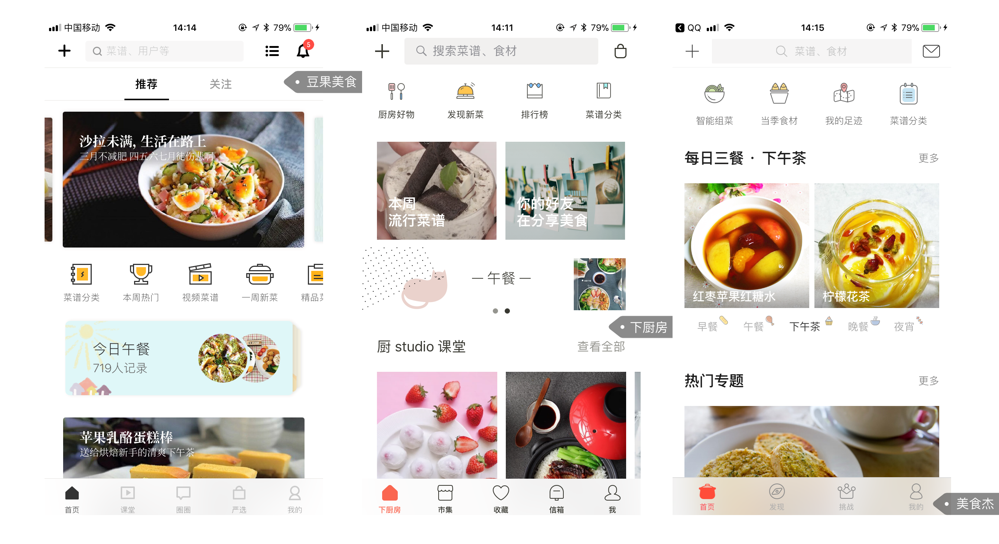 中国移动
14:14
79%
菜谱、用户等
5
推荐
关注
豆果美食
沙拉未满，生活在路上
三月不减肥 四五六七月徒伤悲啊
菜谱分类
本周热门
视频菜谱
一周新菜
精品
今日午餐
719人记录
苹果乳酪蛋糕棒
送给烘焙新手的清爽下午茶
首页
课堂
圈圈
严选
我的
中国移动
14:11
79%
搜索菜谱、食材
厨房好物
发现新菜
排行榜
菜谱分类
本周
流行菜谱
你的好友
在分享美食
— 午餐 —
下厨房
厨 studio 课堂
查看全部
下厨房
市集
收藏
信箱
我
QQ
14:15
79%
菜谱、食材
智能组菜
当季食材
我的足迹
菜谱分类
每日三餐 · 下午茶
更多
红枣苹果红糖水
柠檬花茶
早餐
午餐
下午茶
晚餐
夜宵
热门专题
更多
首页
发现
挑战
我的
美食杰